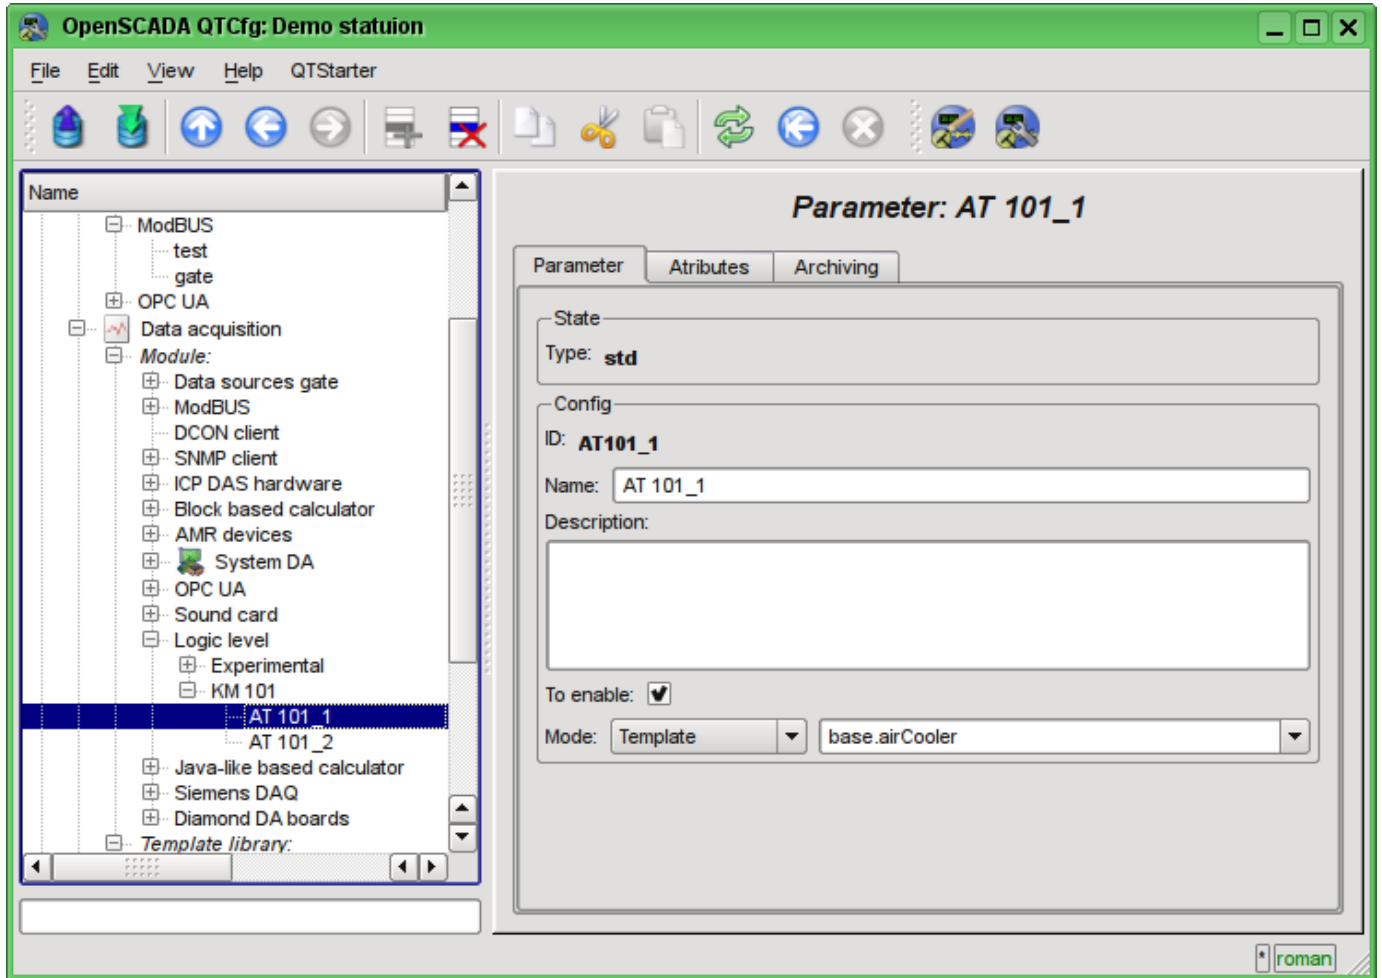 OpenSCADA QTCfg: Demo statuion
File Edit View Help QTStarter
Name
ModBUS
test
gate
OPC UA
Data acquisition
Module:
Data sources gate
ModBUS
DCON client
SNMP client
ICP DAS hardware
Block based calculator
AMR devices
System DA
OPC UA
Sound card
Logic level
Experimental
KM 101
AT 101_1
AT 101_2
Java-like based calculator
Siemens DAQ
Diamond DA boards
Template library:
Parameter: AT 101_1
Parameter Atributes Archiving
State
Type: std
Config
ID: AT101_1
Name: AT 101_1
Description:
To enable:
Mode: Template base.airCooler
* roman